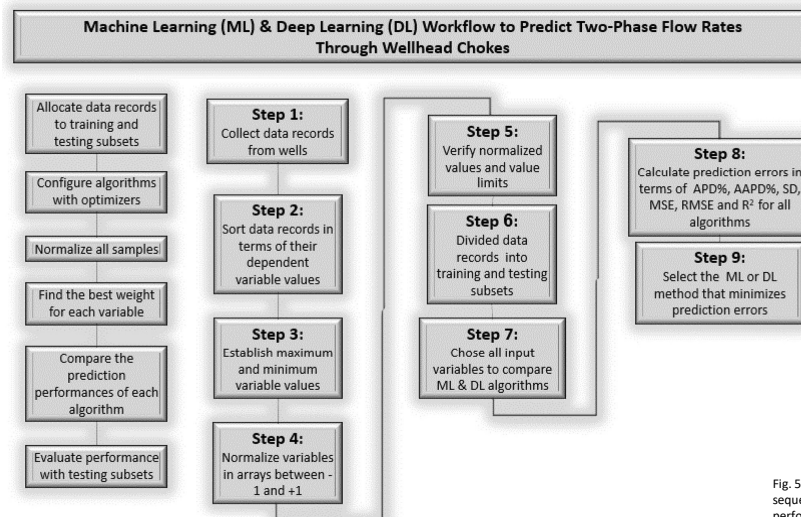 Machine Learning (ML) & Deep Learning (DL) Workflow to Predict Two-Phase Flow Rates
Through Wellhead Chokes
Allocate data records
to training and
testing subsets
Configure algorithms
with optimizers
Normalize all samples
Find the best weight
for each variable
Compare the
prediction
performances of each
algorithm
Evaluate performance
with testing subsets
Step 1:
Collect data records
from wells
Step 2:
Sort data records in
terms of their
dependent
variable values
Step 3:
Establish maximum
and minimum
variable values
Step 4:
Normalize variables
in arrays between -
1 and +1
Step 5:
Verify normalized
values and value
limits
Step 6:
Divided data
records into
training and testing
subsets
Step 7:
Chose all input
variables to compare
ML & DL algorithms
Step 8:
Calculate prediction errors in
terms of APD%, AAPD%, SD,
MSE, RMSE and R² for all
algorithms
Step 9:
Select the ML or DL
method that minimizes
prediction errors
Fig. 5